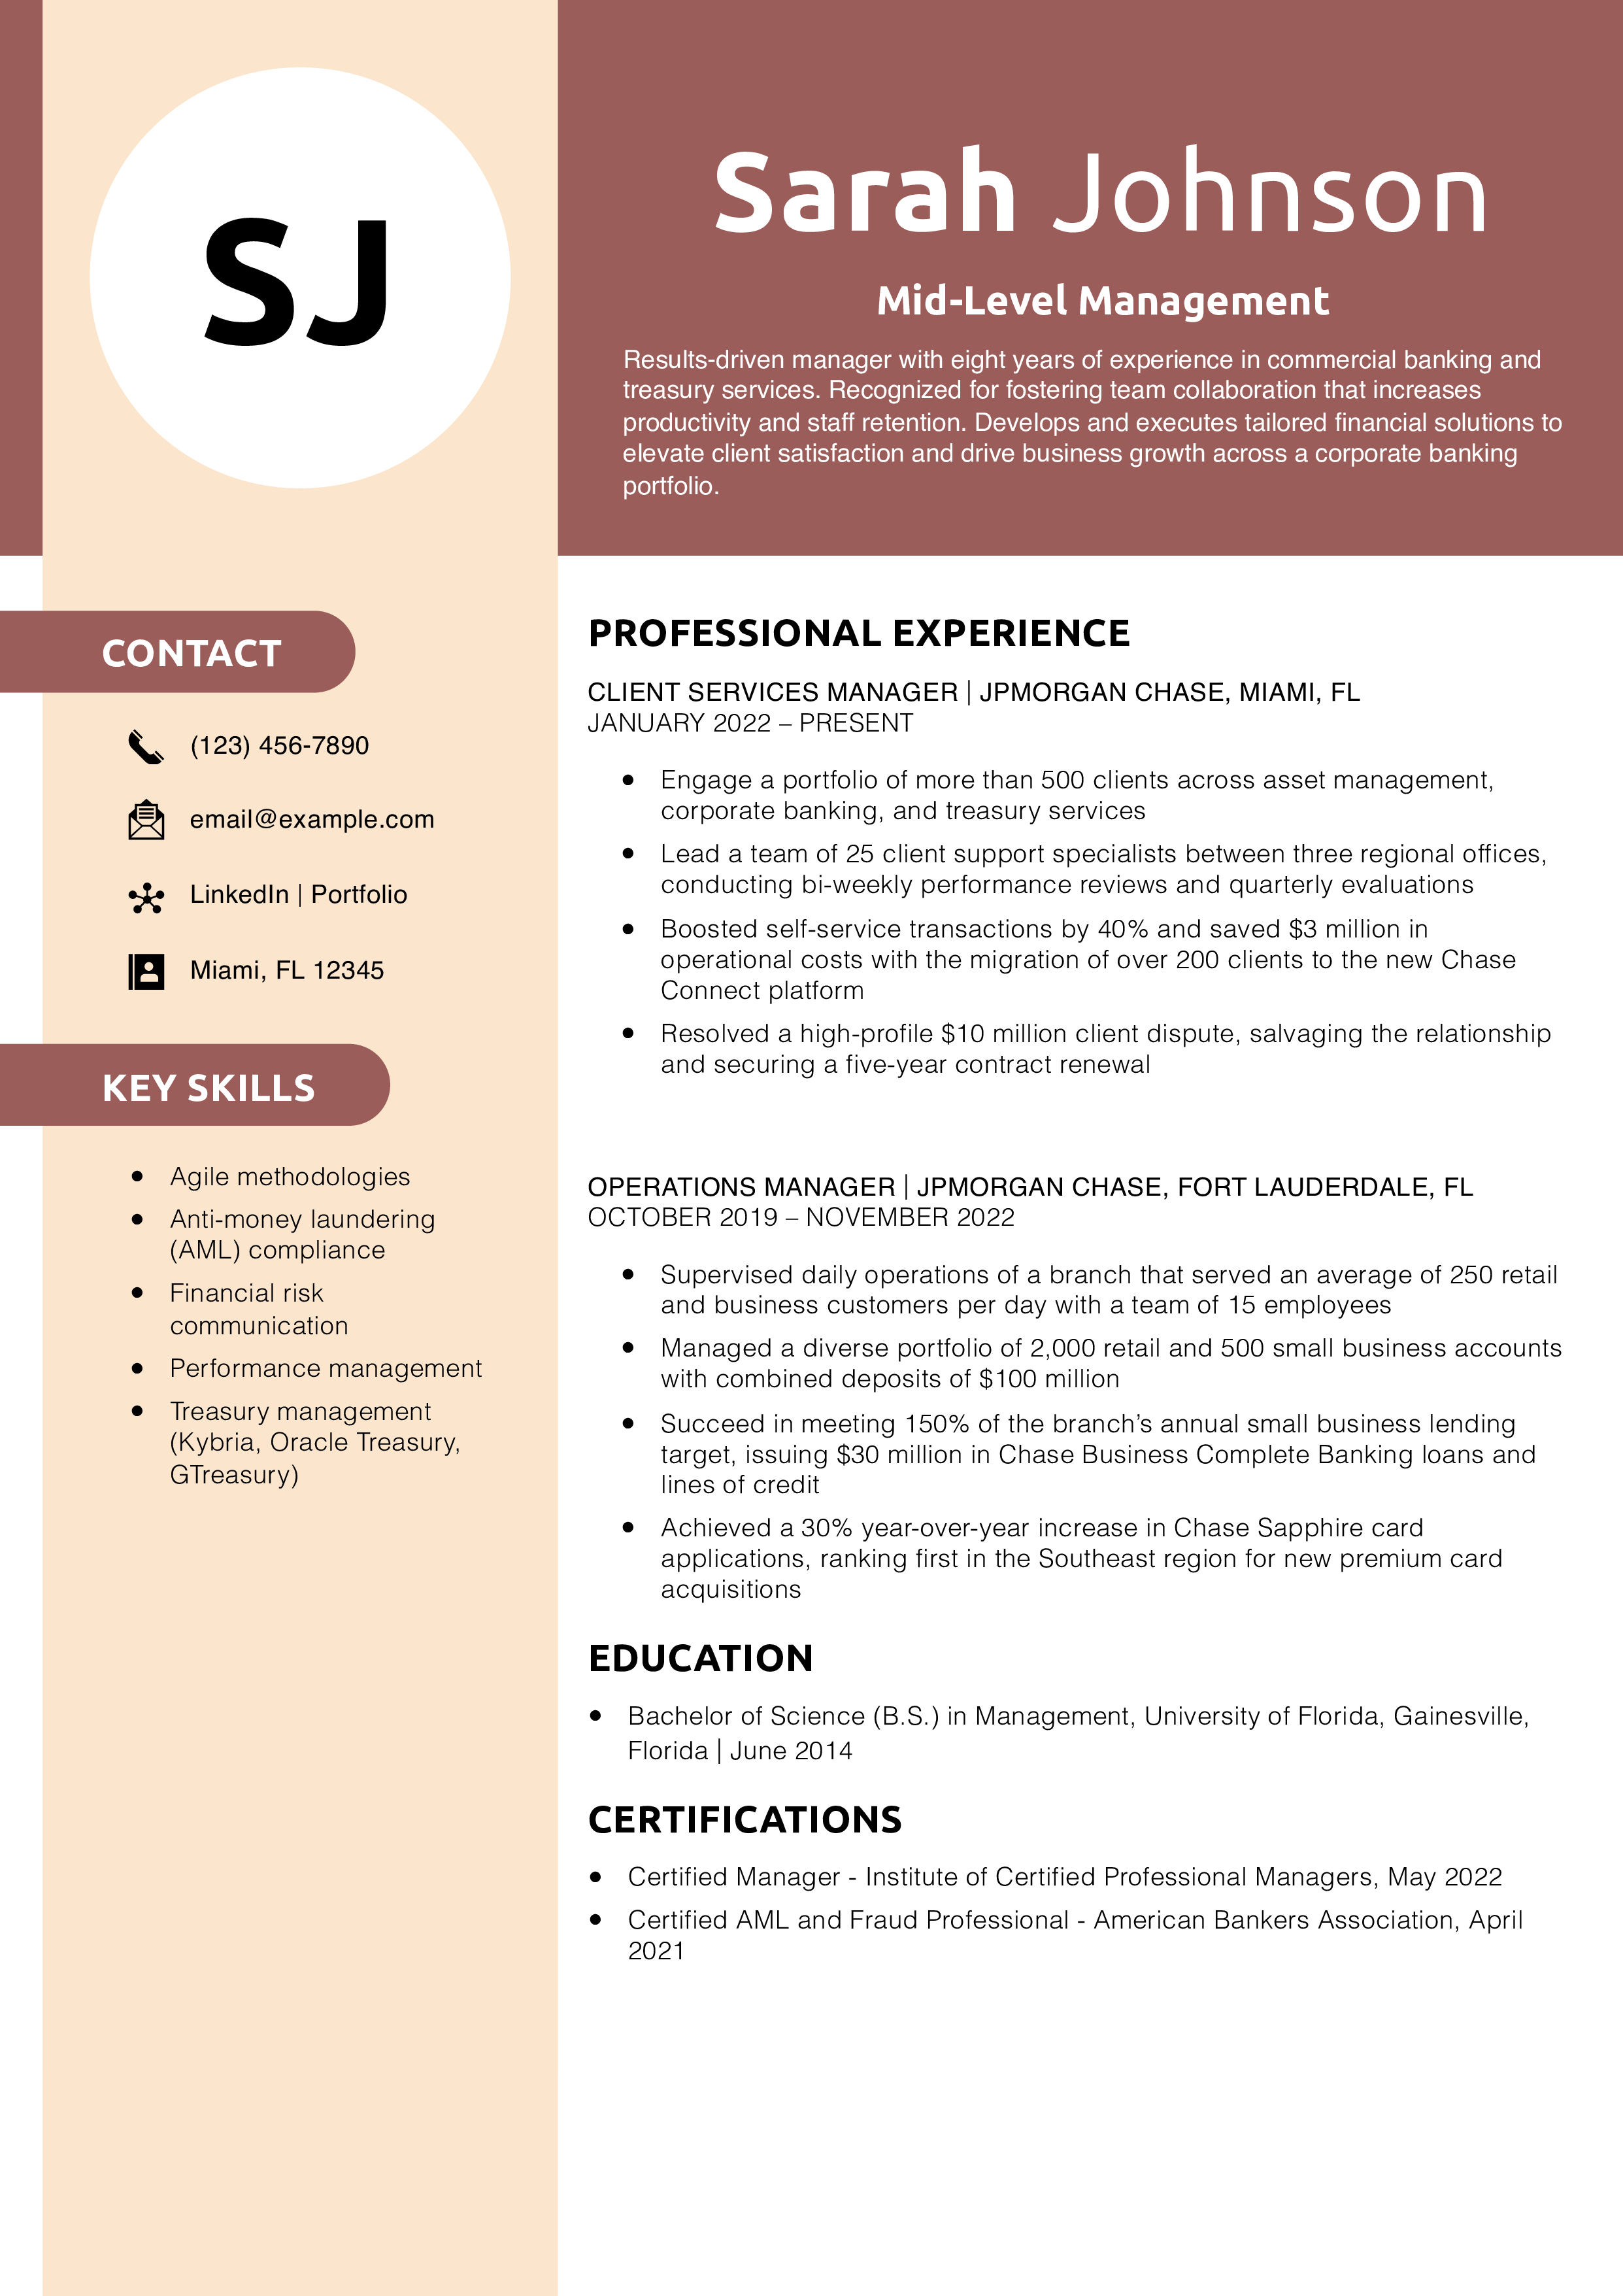 SJ
Sarah Johnson
Mid-Level Management
Results-driven manager with eight years of experience in commercial banking and
treasury services. Recognized for fostering team collaboration that increases
productivity and staff retention. Develops and executes tailored financial solutions to
elevate client satisfaction and drive business growth across a corporate banking
portfolio.
CONTACT
(123) 456-7890
email@example.com
LinkedIn | Portfolio
Miami, FL 12345
KEY SKILLS
• Agile methodologies
• Anti-money laundering
(AML) compliance
• Financial risk
communication
• Performance management
• Treasury management
(Kybria, Oracle Treasury,
GTreasury)
PROFESSIONAL EXPERIENCE
CLIENT SERVICES MANAGER | JPMORGAN CHASE, MIAMI, FL
JANUARY 2022 – PRESENT
• Engage a portfolio of more than 500 clients across asset management,
corporate banking, and treasury services
• Lead a team of 25 client support specialists between three regional offices,
conducting bi-weekly performance reviews and quarterly evaluations
• Boosted self-service transactions by 40% and saved $3 million in
operational costs with the migration of over 200 clients to the new Chase
Connect platform
• Resolved a high-profile $10 million client dispute, salvaging the relationship
and securing a five-year contract renewal
OPERATIONS MANAGER | JPMORGAN CHASE, FORT LAUDERDALE, FL
OCTOBER 2019 – NOVEMBER 2022
• Supervised daily operations of a branch that served an average of 250 retail
and business customers per day with a team of 15 employees
• Managed a diverse portfolio of 2,000 retail and 500 small business accounts
with combined deposits of $100 million
• Succeed in meeting 150% of the branch’s annual small business lending
target, issuing $30 million in Chase Business Complete Banking loans and
lines of credit
• Achieved a 30% year-over-year increase in Chase Sapphire card
applications, ranking first in the Southeast region for new premium card
acquisitions
EDUCATION
• Bachelor of Science (B.S.) in Management, University of Florida, Gainesville,
Florida | June 2014
CERTIFICATIONS
• Certified Manager - Institute of Certified Professional Managers, May 2022
• Certified AML and Fraud Professional - American Bankers Association, April
2021